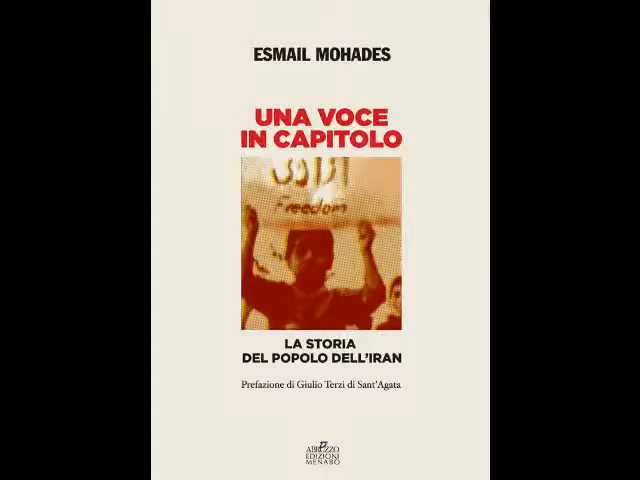 ESMAIL MOHADES
UNA VOCE
IN CAPITOLO
Freedom
LA STORIA
DEL POPOLO DELL'IRAN
Prefazione di Giulio Terzi di Sant'Agata
ABRUZZO
EDIZIONI
MENABÒ